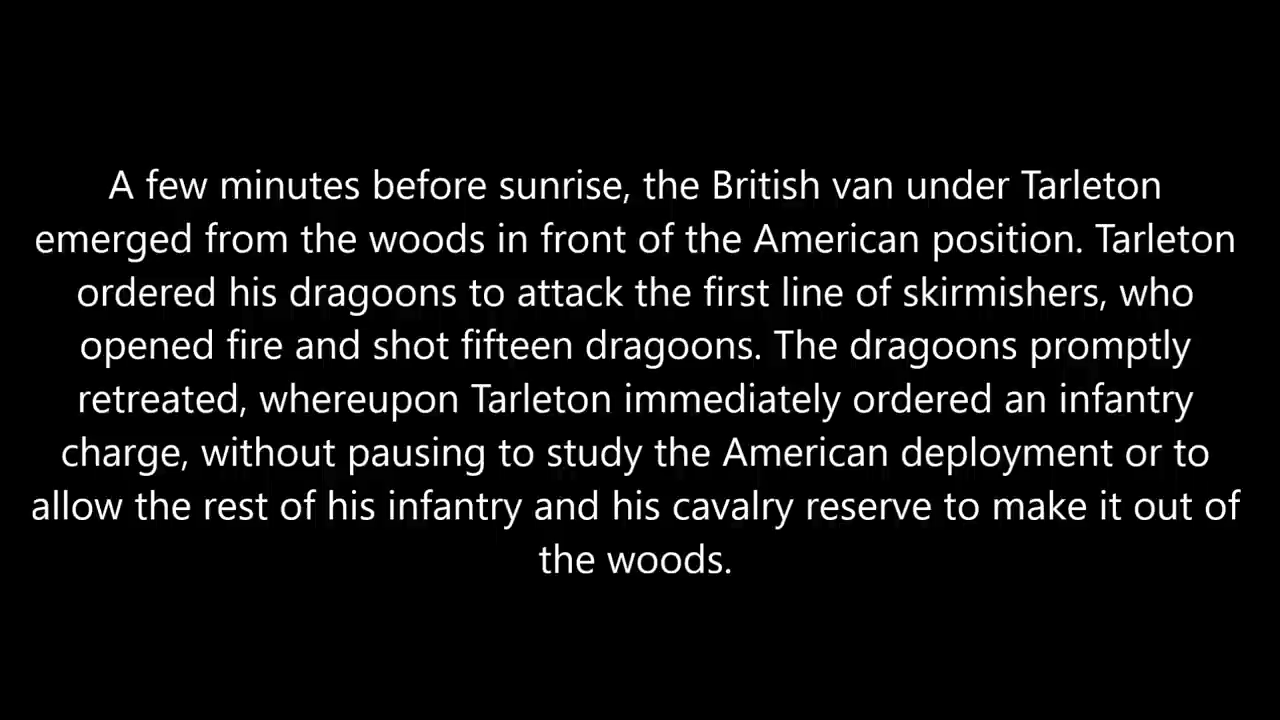 A few minutes before sunrise, the British van under Tarleton
emerged from the woods in front of the American position. Tarleton
ordered his dragoons to attack the first line of skirmishers, who
opened fire and shot fifteen dragoons. The dragoons promptly
retreated, whereupon Tarleton immediately ordered an infantry
charge, without pausing to study the American deployment or to
allow the rest of his infantry and his cavalry reserve to make it out of
the woods.